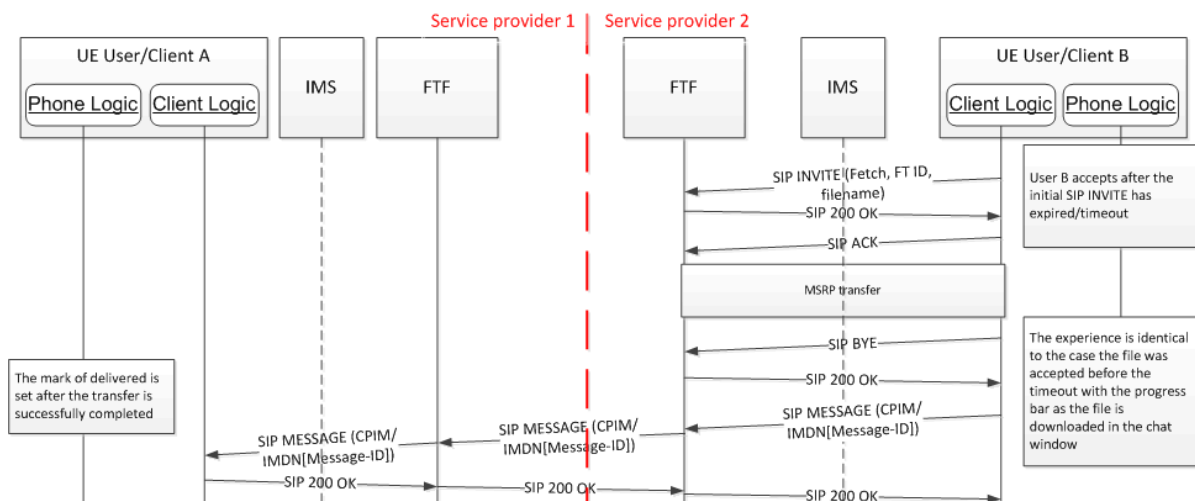 Service provider 1
Service provider 2
UE User/Client A
Phone Logic
Client Logic
IMS
FTF
FTF
IMS
UE User/Client B
Client Logic
Phone Logic
SIP INVITE (Fetch, FT ID,
filename)
User B accepts after the
initial SIP INVITE has
expired/timeout
SIP 200 OK
SIP ACK
MSRP transfer
SIP BYE
The experience is identical
to the case the file was
accepted before the
timeout with the progress
bar as the file is
downloaded in the chat
window
The mark of delivered is
set after the transfer is
successfully completed
SIP 200 OK
SIP MESSAGE (CPIM/
IMDN[Message-ID])
SIP MESSAGE (CPIM/
IMDN[Message-ID])
SIP MESSAGE (CPIM/
IMDN[Message-ID])
SIP 200 OK
SIP 200 OK
SIP 200 OK